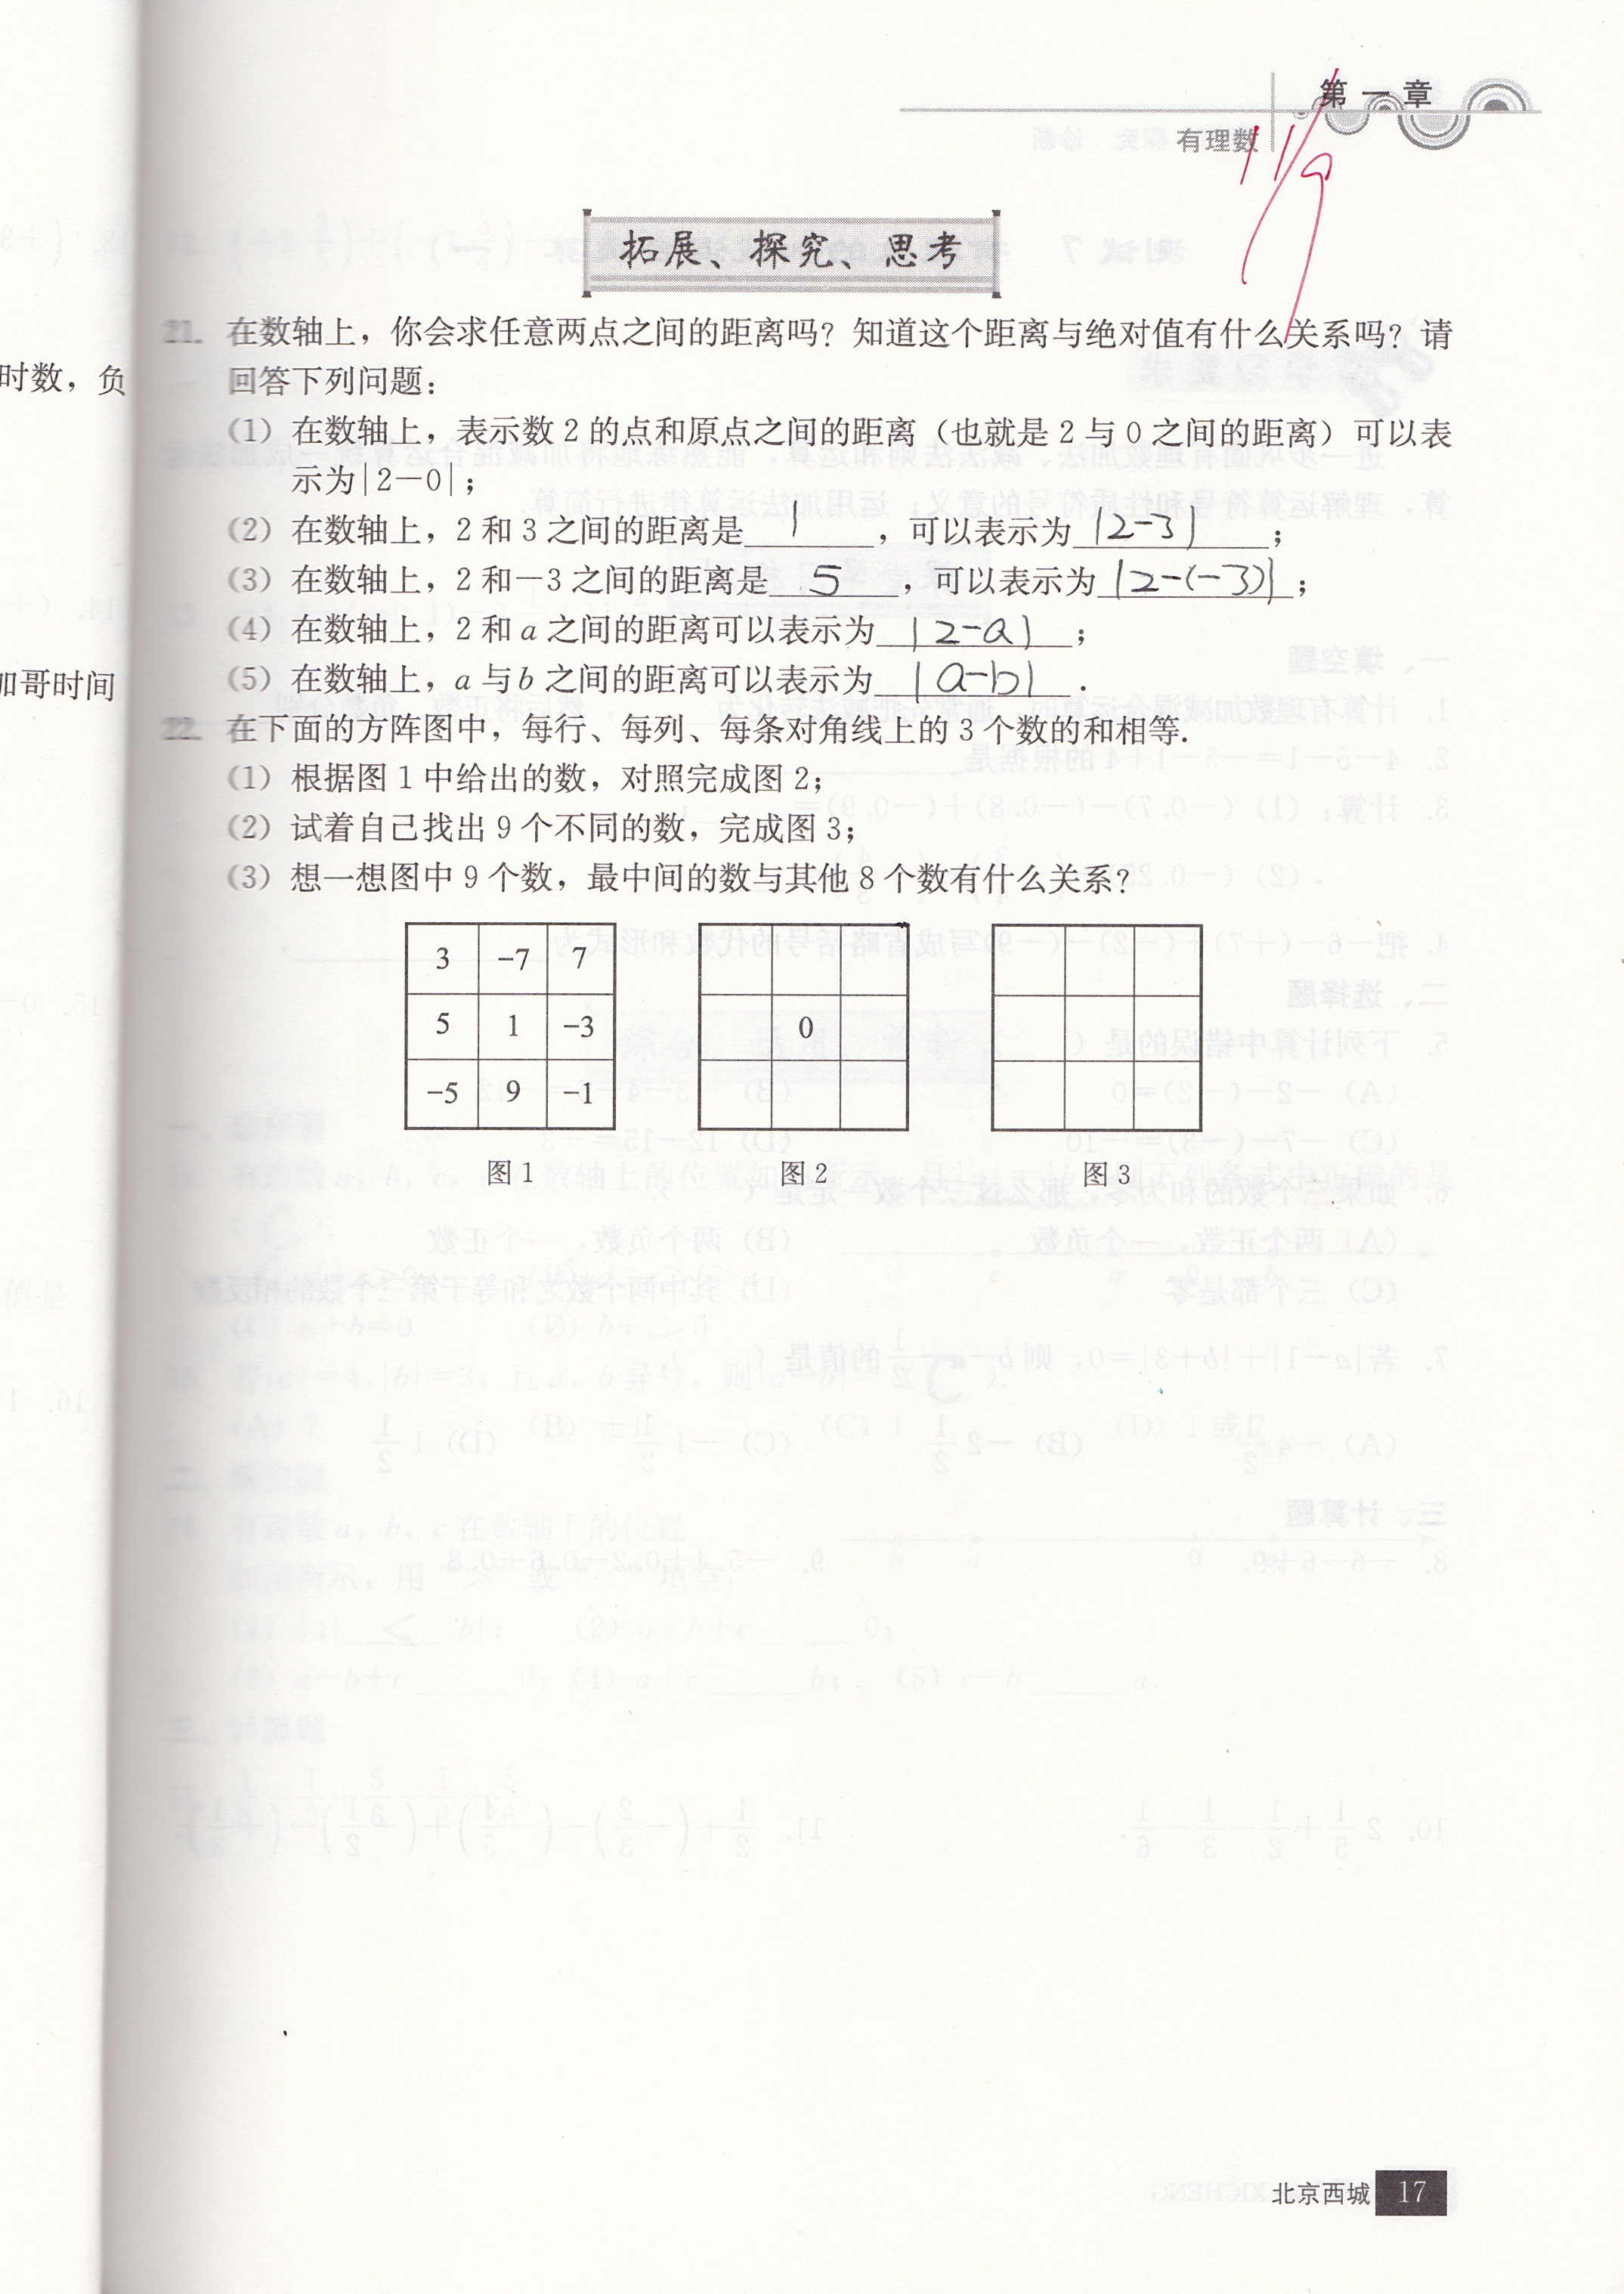 第一章
有理数
11/9
拓展、探究、思考
21. 在数轴上，你会求任意两点之间的距离吗？知道这个距离与绝对值有什么关系吗？请
回答下列问题：
(1) 在数轴上，表示数2的点和原点之间的距离（也就是2与0之间的距离）可以表
示为|2－0|；
(2) 在数轴上，2和3之间的距离是 1 ，可以表示为 |2-3| ；
(3) 在数轴上，2和－3之间的距离是 5 ，可以表示为 |2-(-3)| ；
(4) 在数轴上，2和a之间的距离可以表示为 |2-a| ；
(5) 在数轴上，a与b之间的距离可以表示为 |a-b| .
22. 在下面的方阵图中，每行、每列、每条对角线上的3个数的和相等.
(1) 根据图1中给出的数，对照完成图2；
(2) 试着自己找出9个不同的数，完成图3；
(3) 想一想图中9个数，最中间的数与其他8个数有什么关系？
3 -7 7
5 1 -3
-5 9 -1
0
图1 图2 图3
时数，负
加哥时间
北京西城 17